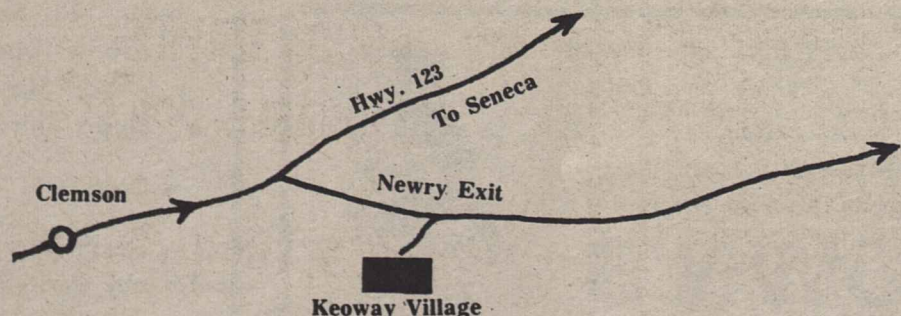 Hwy. 123
To Seneca
Clemson
Newry Exit
Keoway Village